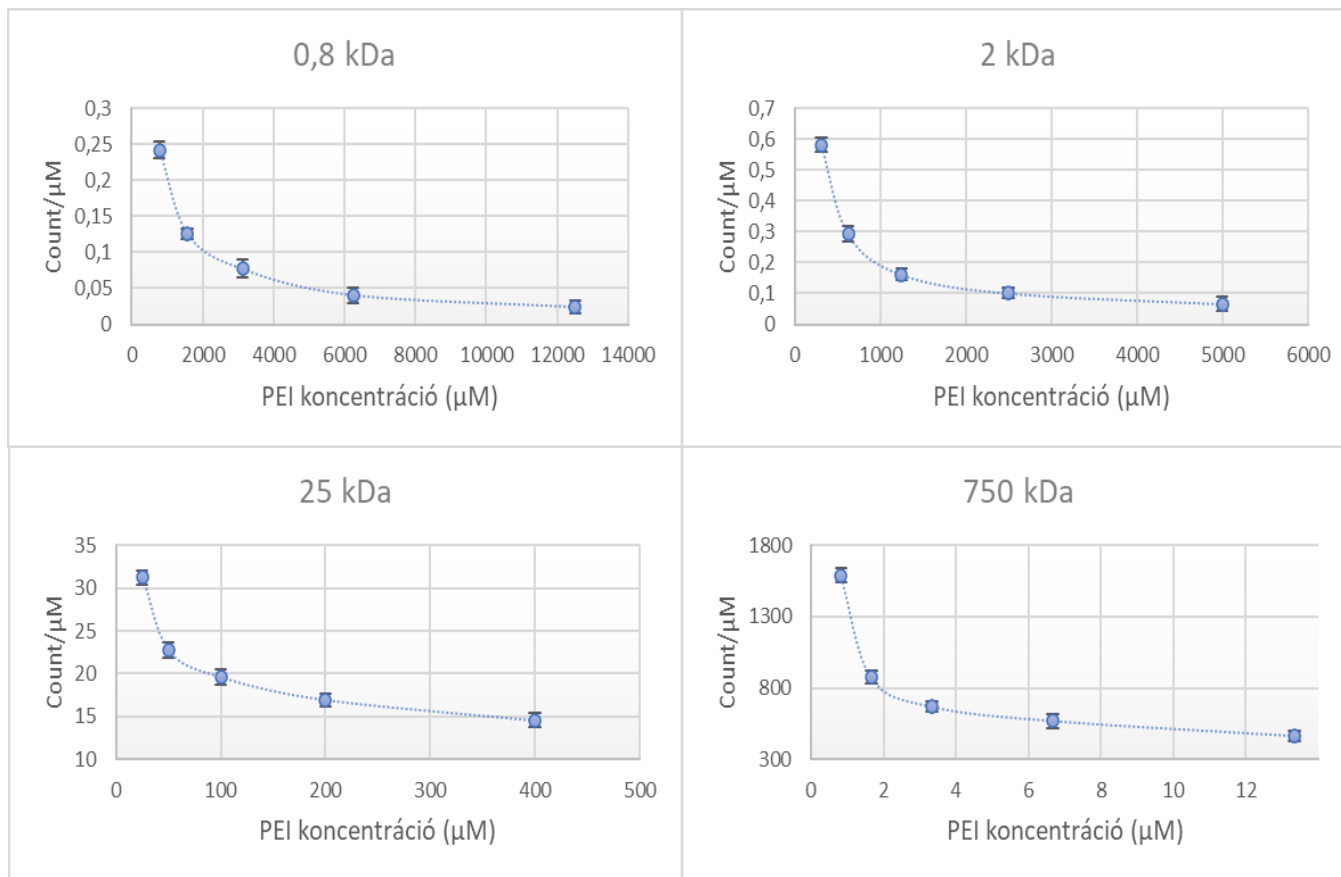 0,8 kDa
0,3
0,25
0,2
0,15
0,1
0,05
0
Count/µM
0 2000 4000 6000 8000 10000 12000 14000
PEI koncentráció (µM)
2 kDa
0,7
0,6
0,5
0,4
0,3
0,2
0,1
0
Count/µM
0 1000 2000 3000 4000 5000 6000
PEI koncentráció (µM)
25 kDa
35
30
25
20
15
10
Count/µM
0 100 200 300 400 500
PEI koncentráció (µM)
750 kDa
1800
1300
800
300
Count/µM
0 2 4 6 8 10 12
PEI koncentráció (µM)